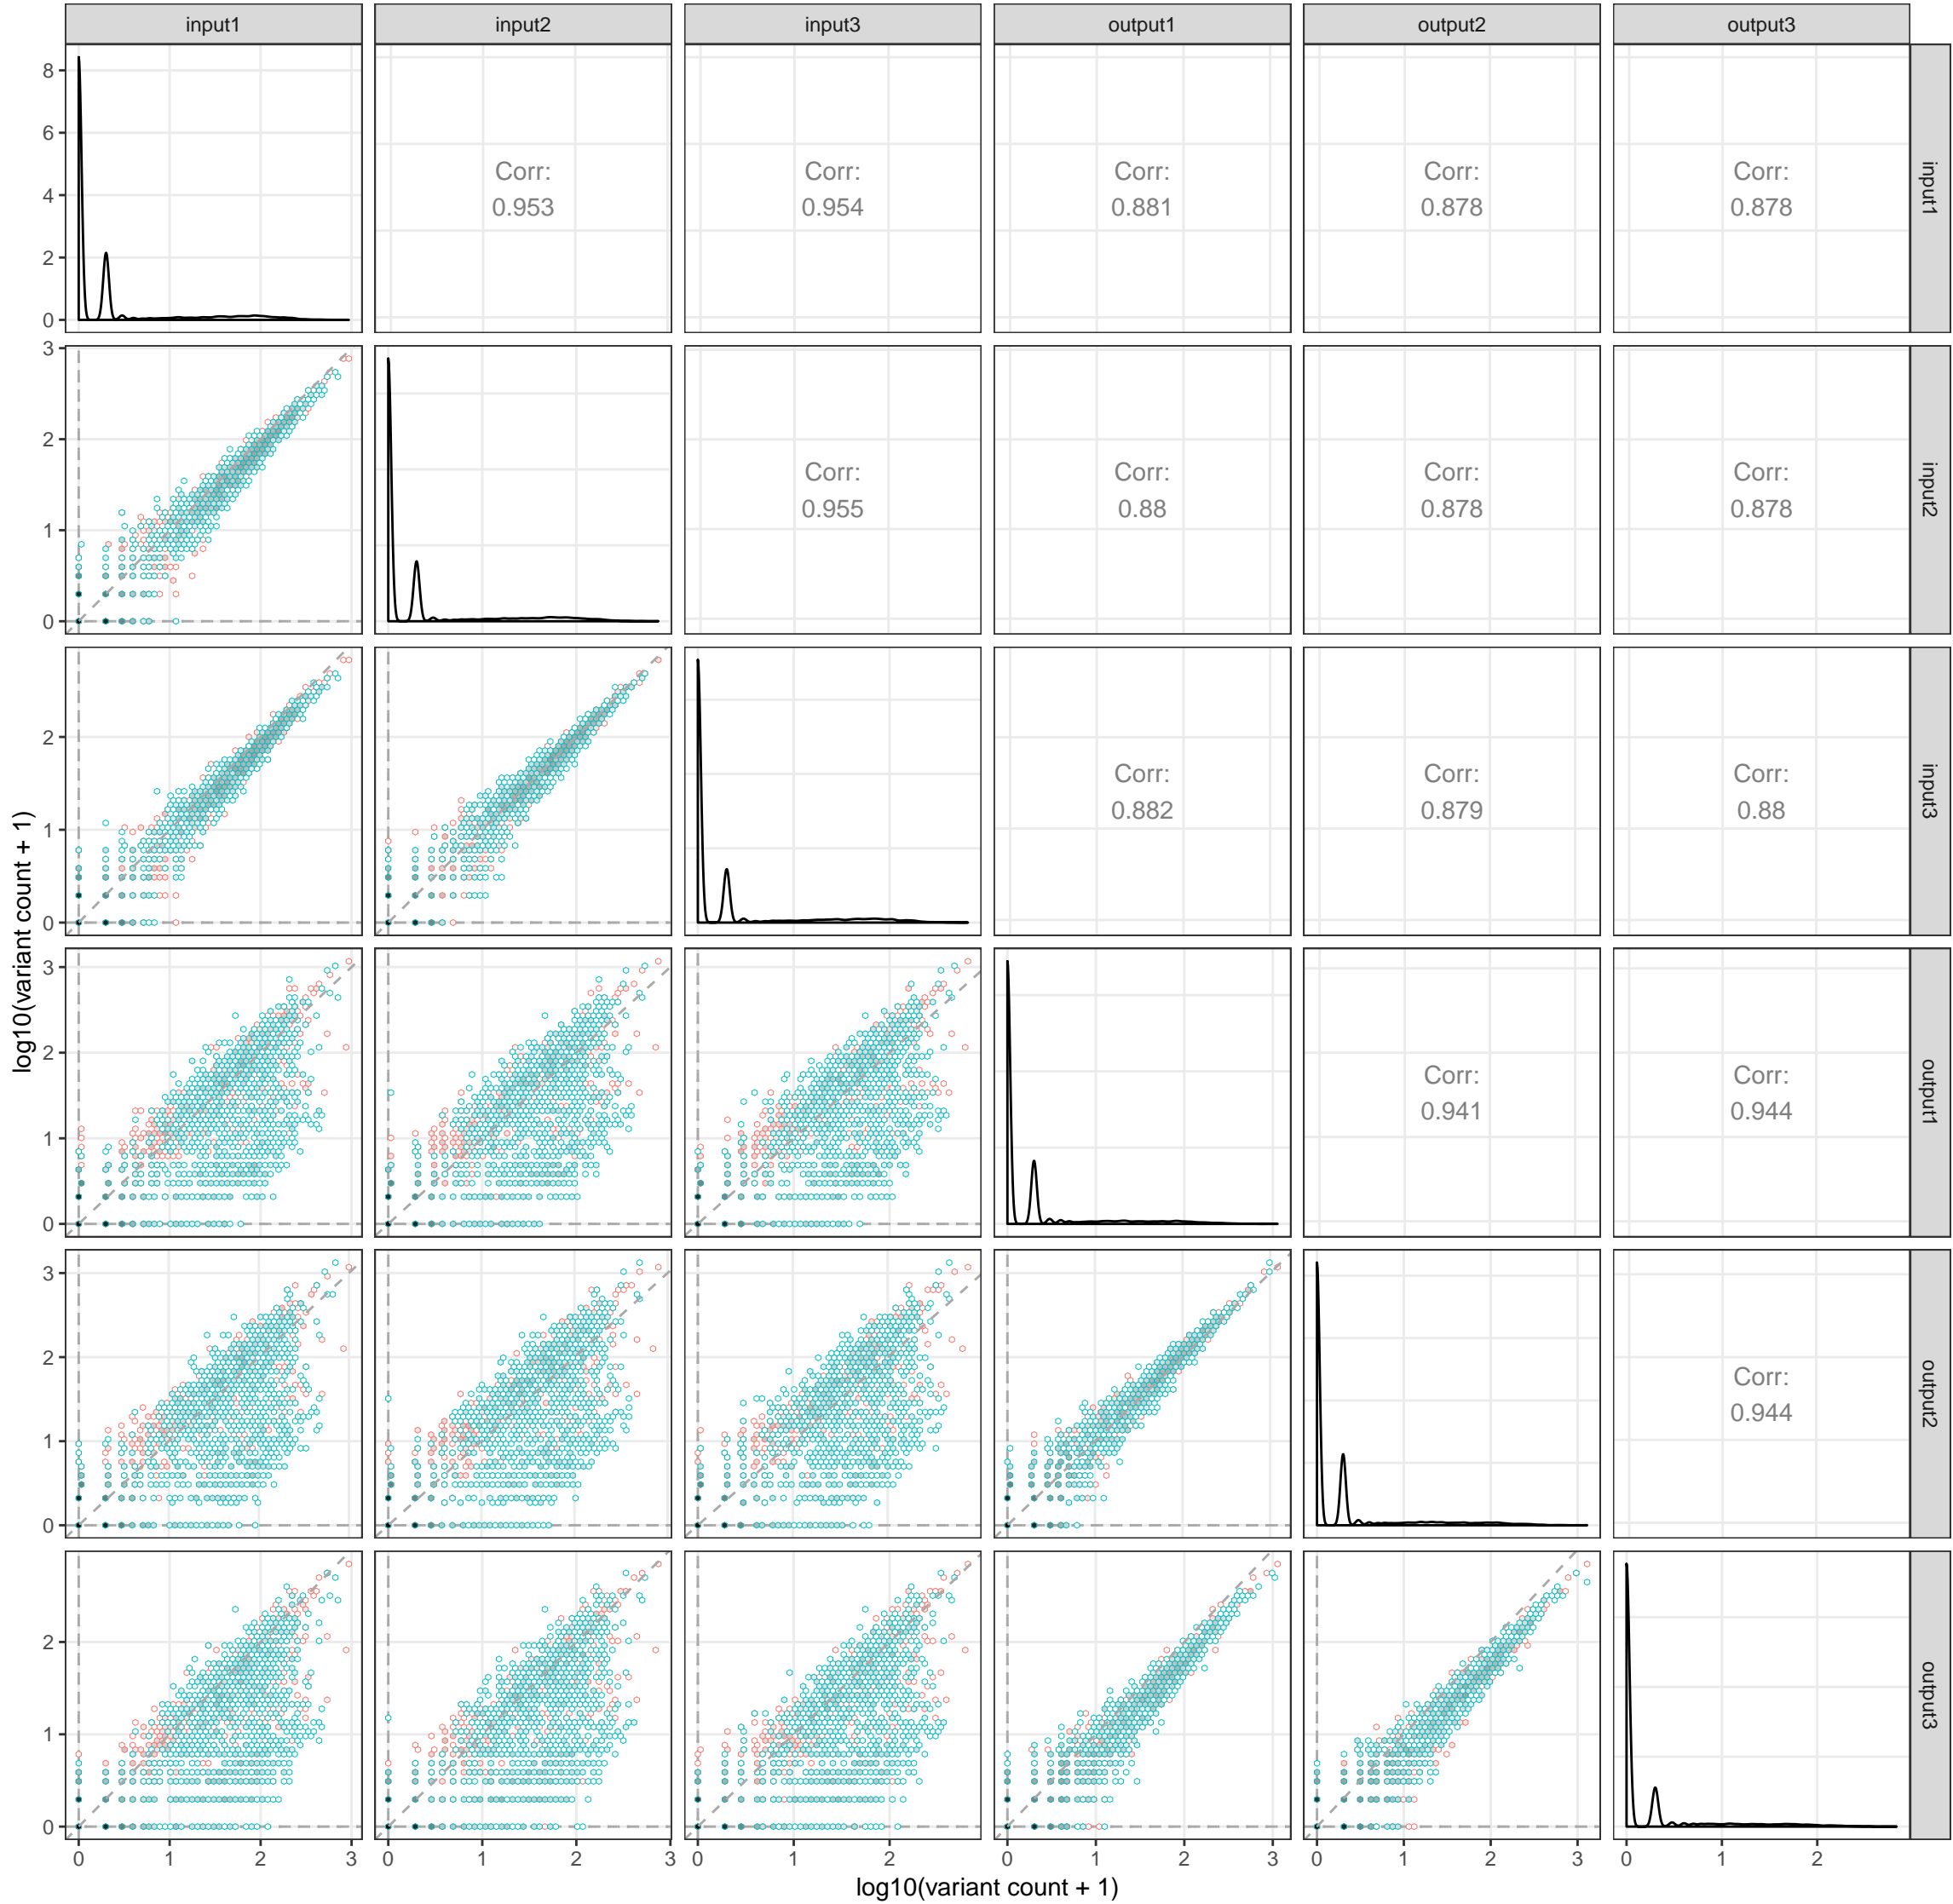 input1 input2 input3 output1 output2 output3
8
6
4
2
0
Corr:
0.953
Corr:
0.954
Corr:
0.881
Corr:
0.878
Corr:
0.878
input1
3
2
1
0
Corr:
0.955
Corr:
0.88
Corr:
0.878
Corr:
0.878
input2
2
1
0
Corr:
0.882
Corr:
0.879
Corr:
0.88
input3
log10(variant count + 1)
3
2
1
0
Corr:
0.941
Corr:
0.944
output1
3
2
1
0
Corr:
0.944
output2
2
1
0
output3
0 1 2 3 0 1 2 3 0 1 2 0 1 2 3 0 1 2 3 0 1 2
log10(variant count + 1)